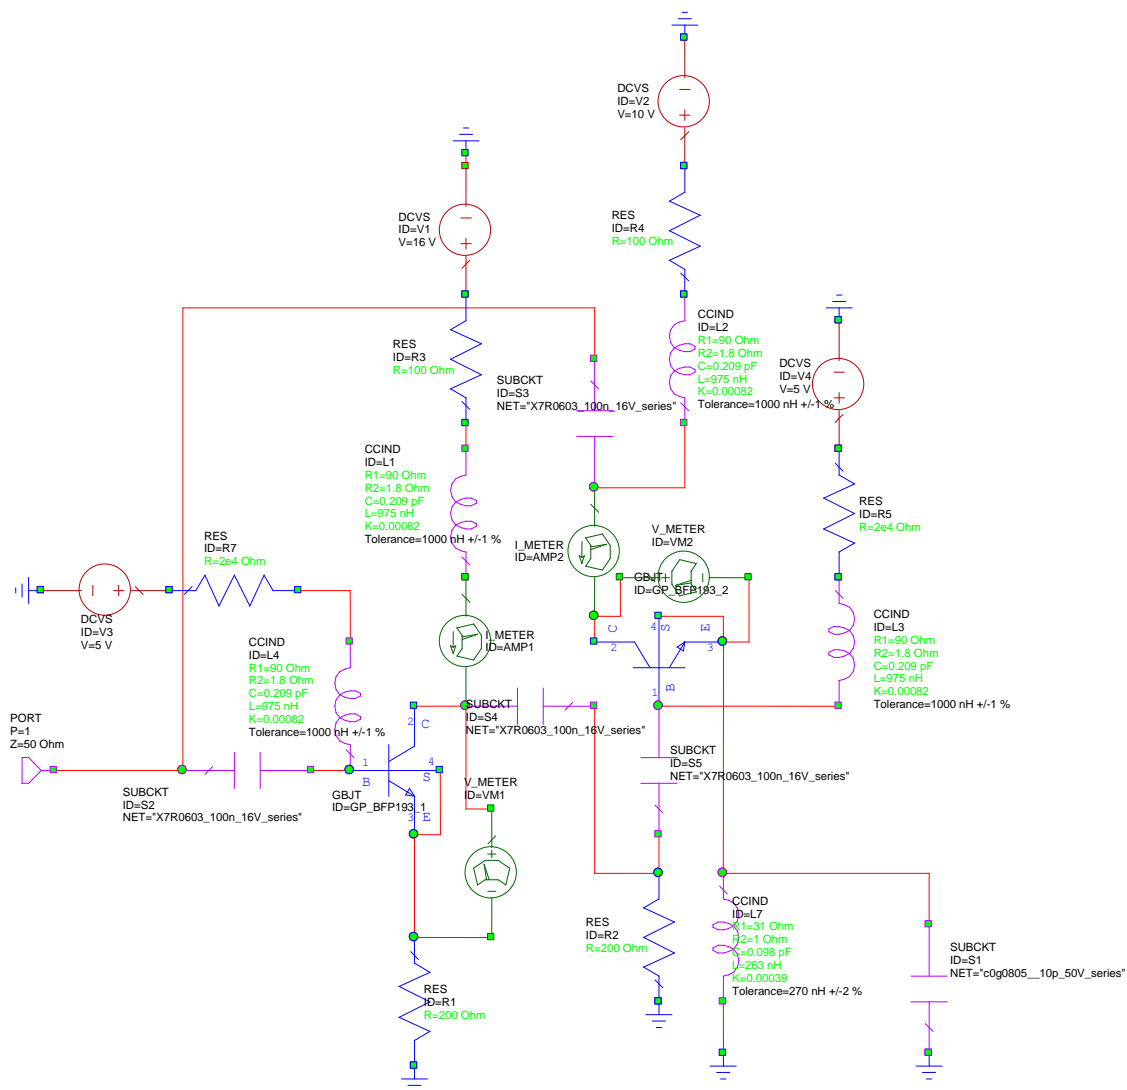 DCVS
ID=V2
V=10 V
DCVS
ID=V1
V=16 V
RES
ID=R4
R=100 Ohm
RES
ID=R3
R=100 Ohm
CCIND
ID=L2
R1=90 Ohm
R2=1.8 Ohm
C=0.209 pF
L=975 nH
K=0.00082
Tolerance=1000 nH +/-1 %
DCVS
ID=V4
V=5 V
SUBCKT
ID=S3
NET="X7R0603_100n_16V_series"
CCIND
ID=L1
R1=90 Ohm
R2=1.8 Ohm
C=0.209 pF
L=975 nH
K=0.00082
Tolerance=1000 nH +/-1 %
RES
ID=R5
R=2e4 Ohm
RES
ID=R7
R=2e4 Ohm
I_METER
ID=AMP2
V_METER
ID=VM2
GBJT
ID=GP_BFP193_2
DCVS
ID=V3
V=5 V
C
2
4
S
E
3
1
B
CCIND
ID=L3
R1=90 Ohm
R2=1.8 Ohm
C=0.209 pF
L=975 nH
K=0.00082
Tolerance=1000 nH +/-1 %
CCIND
ID=L4
R1=90 Ohm
R2=1.8 Ohm
C=0.209 pF
L=975 nH
K=0.00082
Tolerance=1000 nH +/-1 %
I_METER
ID=AMP1
SUBCKT
ID=S4
NET="X7R0603_100n_16V_series"
PORT
P=1
Z=50 Ohm
2
C
1
B
4
S
3
E
SUBCKT
ID=S2
NET="X7R0603_100n_16V_series"
GBJT
ID=GP_BFP193_1
V_METER
ID=VM1
SUBCKT
ID=S5
NET="X7R0603_100n_16V_series"
RES
ID=R2
R=200 Ohm
CCIND
ID=L7
R1=31 Ohm
R2=1 Ohm
C=0.098 pF
L=263 nH
K=0.00039
Tolerance=270 nH +/-2 %
SUBCKT
ID=S1
NET="c0g0805__10p_50V_series"
RES
ID=R1
R=200 Ohm